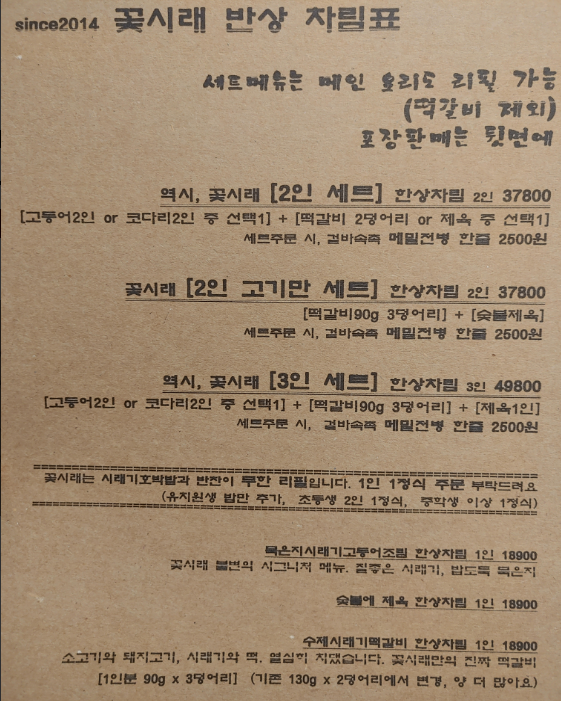 since2014 꽃시래 반상 차림표
세트메뉴는 메인 요리도 리필 가능
(떡갈비 제외)
포장판매는 뒷면에
역시, 꽃시래 [2인 세트] 한상차림 2인 37800
[고등어2인 or 코다리2인 중 선택1] + [떡갈비 2덩어리 or 제육 중 선택1]
세트주문 시, 겉바속촉 메밀전병 한줄 2500원
꽃시래 [2인 고기만 세트] 한상차림 2인 37800
[떡갈비90g 3덩어리] + [숯불제육]
세트주문 시, 겉바속촉 메밀전병 한줄 2500원
역시, 꽃시래 [3인 세트] 한상차림 3인 49800
[고등어2인 or 코다리2인 중 선택1] + [떡갈비90g 3덩어리] + [제육1인]
세트주문 시, 겉바속촉 메밀전병 한줄 2500원
꽃시래는 시래기호박밥과 반찬이 무한 리필입니다. 1인 1정식 주문 부탁드려요
(유치원생 밥만 추가, 초등생 2인 1정식, 중학생 이상 1정식)
묵은지시래기고등어조림 한상차림 1인 18900
꽃시래 불변의 시그니처 메뉴. 질좋은 시래기, 밥도둑 묵은지
숯불에 제육 한상차림 1인 18900
수제시래기떡갈비 한상차림 1인 18900
소고기와 돼지고기, 시래기와 떡. 열심히 치댔습니다. 꽃시래만의 진짜 떡갈비
[1인분 90g x 3덩어리] (기존 130g x 2덩어리에서 변경, 양 더 많아요)